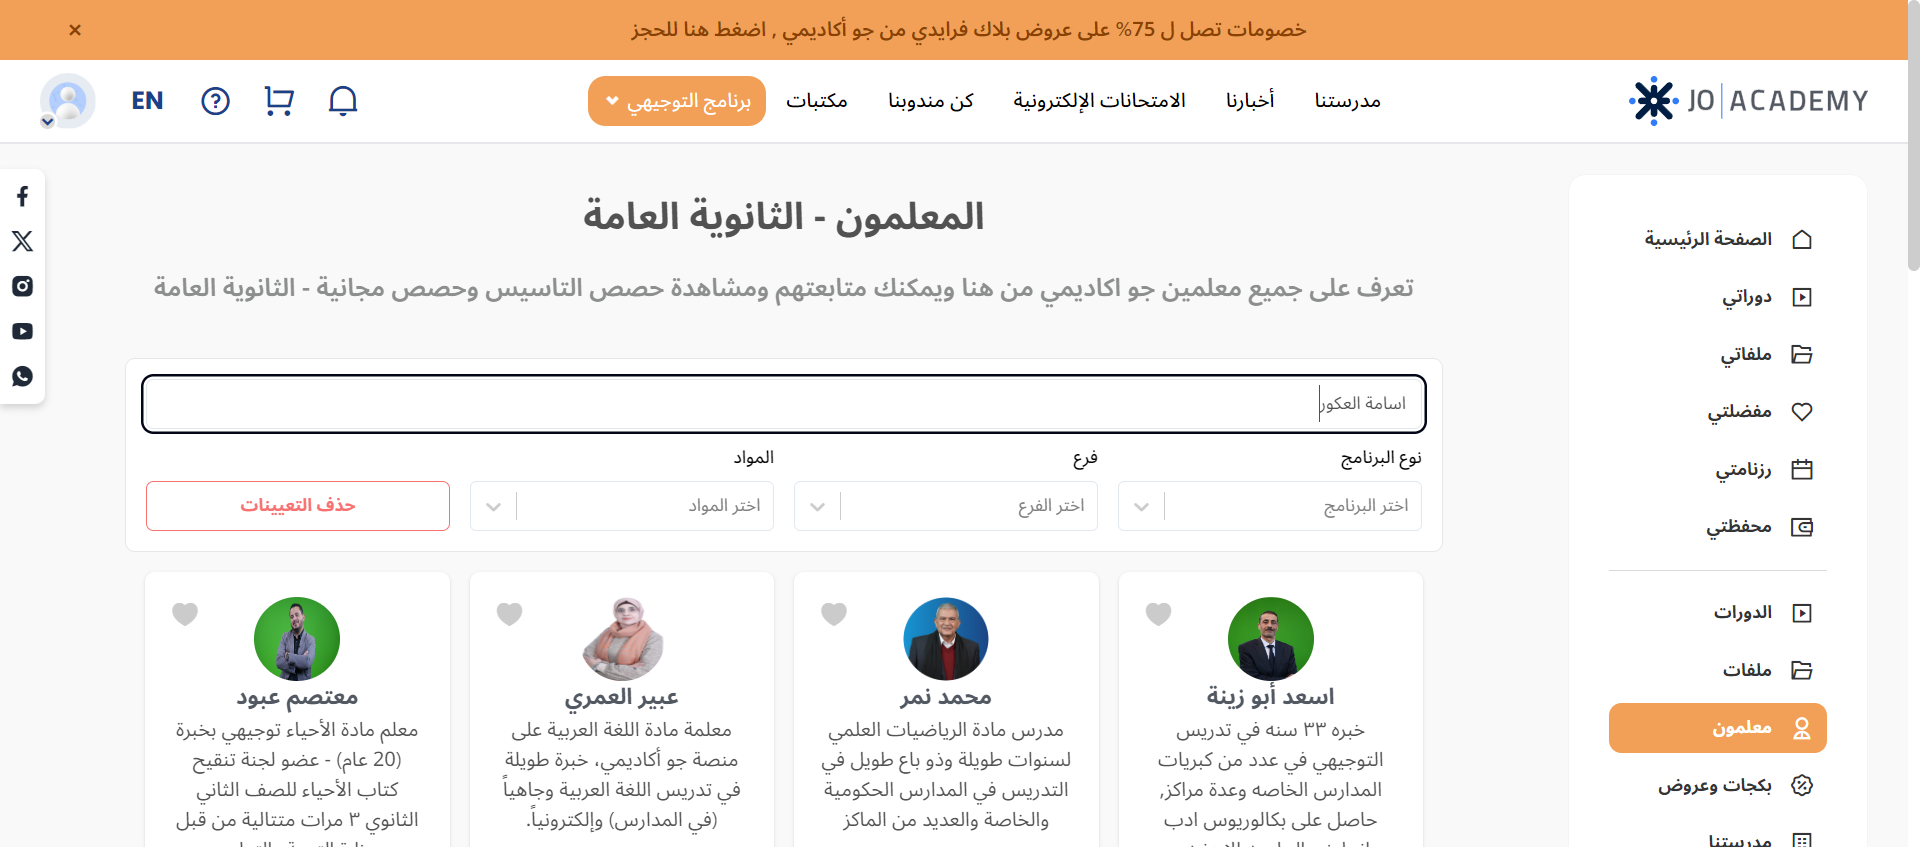 خصومات تصل ل 75% على عروض بلاك فرايدي من جو أكاديمي , اضغط هنا للحجز
JO ACADEMY
مدرستنا
أخبارنا
الامتحانات الإلكترونية
كن مندوبنا
مكتبات
برنامج التوجيهي
EN
الصفحة الرئيسية
دوراتي
ملفاتي
مفضلتي
رزنامتي
محفظتي
الدورات
ملفات
معلمون
بكجات وعروض
مدرستنا
المعلمون - الثانوية العامة
تعرف على جميع معلمين جو اكاديمي من هنا ويمكنك متابعتهم ومشاهدة حصص التاسيس وحصص مجانية - الثانوية العامة
اسامة العكور
نوع البرنامج
فرع
المواد
اختر البرنامج
اختر الفرع
اختر المواد
حذف التعيينات
اسعد أبو زينة
خبره ٣٣ سنه في تدريس
التوجيهي في عدد من كبريات
المدارس الخاصه وعدة مراكز,
حاصل على بكالوريوس ادب
محمد نمر
مدرس مادة الرياضيات العلمي
لسنوات طويلة وذو باع طويل في
التدريس في المدارس الحكومية
والخاصة والعديد من الماكز
عبير العمري
معلمة مادة اللغة العربية على
منصة جو أكاديمي، خبرة طويلة
في تدريس اللغة العربية وجاهياً
(في المدارس) وإلكترونياً.
معتصم عبود
معلم مادة الأحياء توجيهي بخبرة
(20 عام) - عضو لجنة تنقيح
كتاب الأحياء للصف الثاني
الثانوي ٣ مرات متتالية من قبل